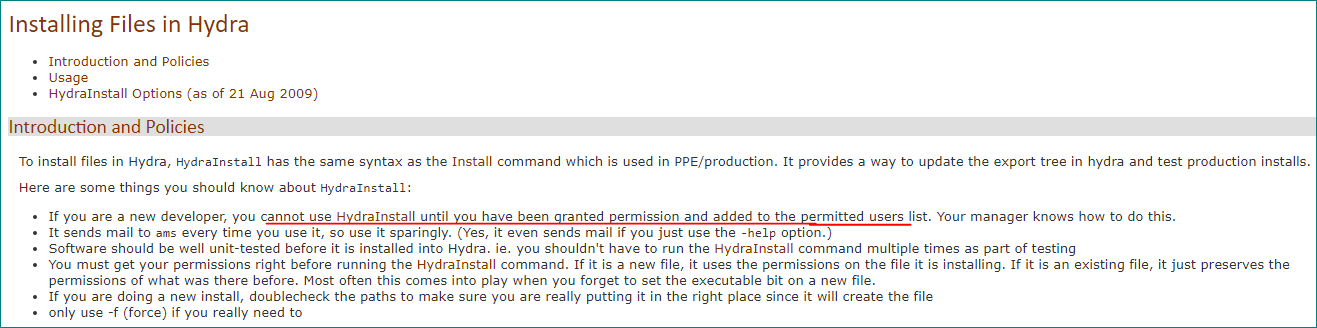 Installing Files in Hydra
• Introduction and Policies
• Usage
• HydraInstall Options (as of 21 Aug 2009)
Introduction and Policies
To install files in Hydra, HydraInstall has the same syntax as the Install command which is used in PPE/production. It provides a way to update the export tree in hydra and test production installs.
Here are some things you should know about HydraInstall:
• If you are a new developer, you cannot use HydraInstall until you have been granted permission and added to the permitted users list. Your manager knows how to do this.
• It sends mail to ams every time you use it, so use it sparingly. (Yes, it even sends mail if you just use the -help option.)
• Software should be well unit-tested before it is installed into Hydra. ie. you shouldn't have to run the HydraInstall command multiple times as part of testing
• You must get your permissions right before running the HydraInstall command. If it is a new file, it uses the permissions on the file it is installing. If it is an existing file, it just preserves the
permissions of what was there before. Most often this comes into play when you forget to set the executable bit on a new file.
• If you are doing a new install, doublecheck the paths to make sure you are really putting it in the right place since it will create the file
• only use -f (force) if you really need to